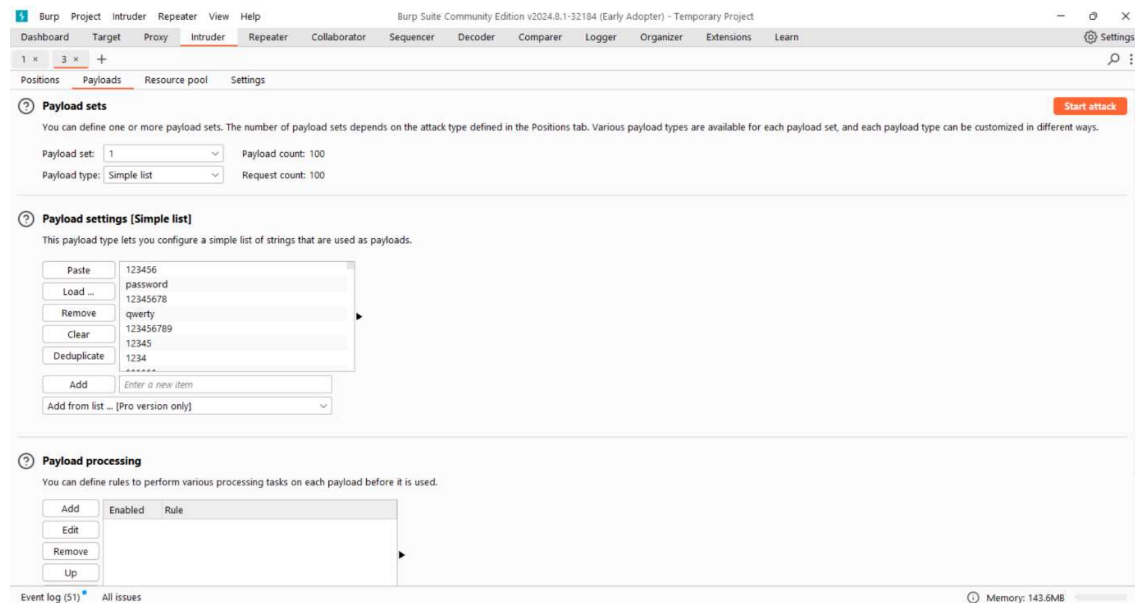 Burp Project Intruder Repeater View Help Burp Suite Community Edition v2024.8.1-32184 (Early Adopter) - Temporary Project
Dashboard Target Proxy Intruder Repeater Collaborator Sequencer Decoder Comparer Logger Organizer Extensions Learn Settings
1 × 3 × +
Positions Payloads Resource pool Settings
? Payload sets Start attack
You can define one or more payload sets. The number of payload sets depends on the attack type defined in the Positions tab. Various payload types are available for each payload set, and each payload type can be customized in different ways.
Payload set: 1 Payload count: 100
Payload type: Simple list Request count: 100
? Payload settings [Simple list]
This payload type lets you configure a simple list of strings that are used as payloads.
Paste 123456
password
Load ... 12345678
Remove qwerty
123456789
Clear 12345
Deduplicate 1234
Add Enter a new item
Add from list ... [Pro version only]
? Payload processing
You can define rules to perform various processing tasks on each payload before it is used.
Add Enabled Rule
Edit
Remove
Up
Event log (51) All issues Memory: 143.6MB